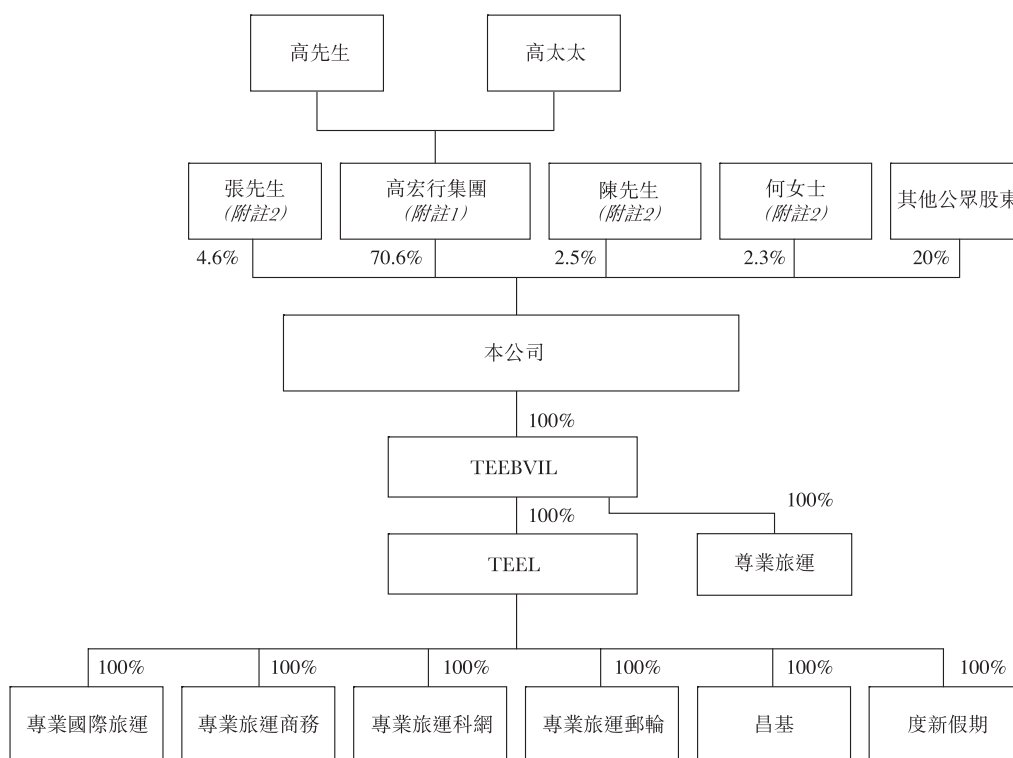 高先生
高太太
張先生
(附註2)
高宏行集團
(附註1)
陳先生
(附註2)
何女士
(附註2)
其他公眾股東
4.6%
70.6%
2.5%
2.3%
20%
本公司
100%
TEEBVIL
100%
100%
TEEL
尊業旅運
100%
100%
100%
100%
100%
100%
專業國際旅運
專業旅運商務
專業旅運科網
專業旅運郵輪
昌基
度新假期